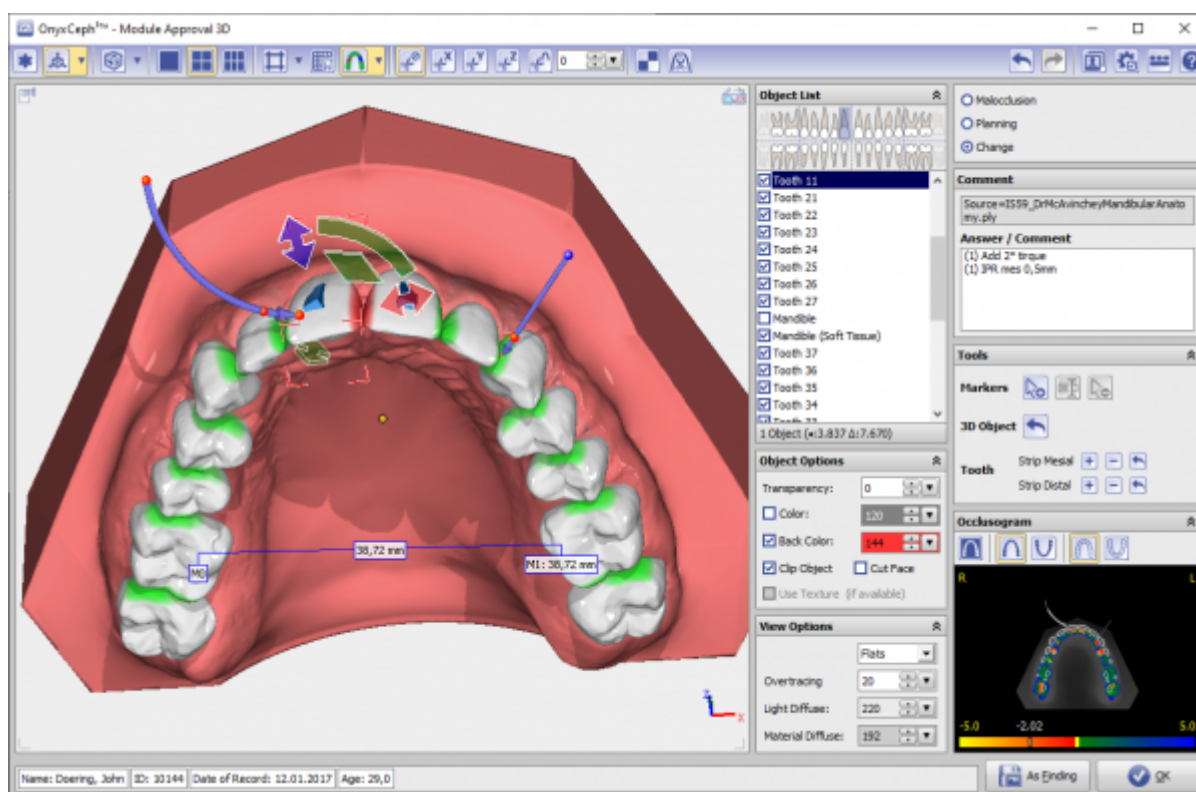 OnyxCeph³ᵀᴹ - Module Approval 3D
0
Object List
Tooth 11
Tooth 21
Tooth 22
Tooth 23
Tooth 24
Tooth 25
Tooth 26
Tooth 27
Mandible
Mandible (Soft Tissue)
Tooth 37
Tooth 36
Tooth 35
Tooth 34
1 Object (•:3.837 Δ:7.670)
Object Options
Transparency: 0
Color: 120
Back Color: 144
Clip Object Cut Face
Use Texture (if available)
View Options
Flats
Overtracing 20
Light Diffuse: 220
Material Diffuse: 192
Malocclusion
Planning
Change
Comment
Source=IS59_DrMcAvincheyMandibularAnato
my.ply
Answer / Comment
(1) Add 2° tirque
(1) IPR mes 0,5mm
Tools
Markers
3D Object
Tooth
Strip Mesial
Strip Distal
Occlusogram
R L
-5.0 -2.02 5.0
38,72 mm
M0
M1: 38,72 mm
Z
X
Name: Doering, John ID: 10144 Date of Record: 12.01.2017 Age: 29,0
As Finding
OK